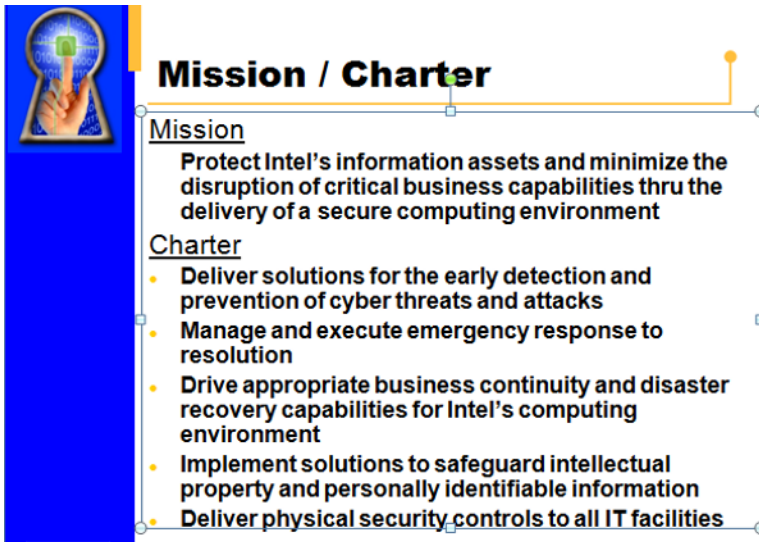 Mission / Charter
Mission
Protect Intel's information assets and minimize the
disruption of critical business capabilities thru the
delivery of a secure computing environment
Charter
• Deliver solutions for the early detection and
prevention of cyber threats and attacks
• Manage and execute emergency response to
resolution
• Drive appropriate business continuity and disaster
recovery capabilities for Intel's computing
environment
• Implement solutions to safeguard intellectual
property and personally identifiable information
• Deliver physical security controls to all IT facilities